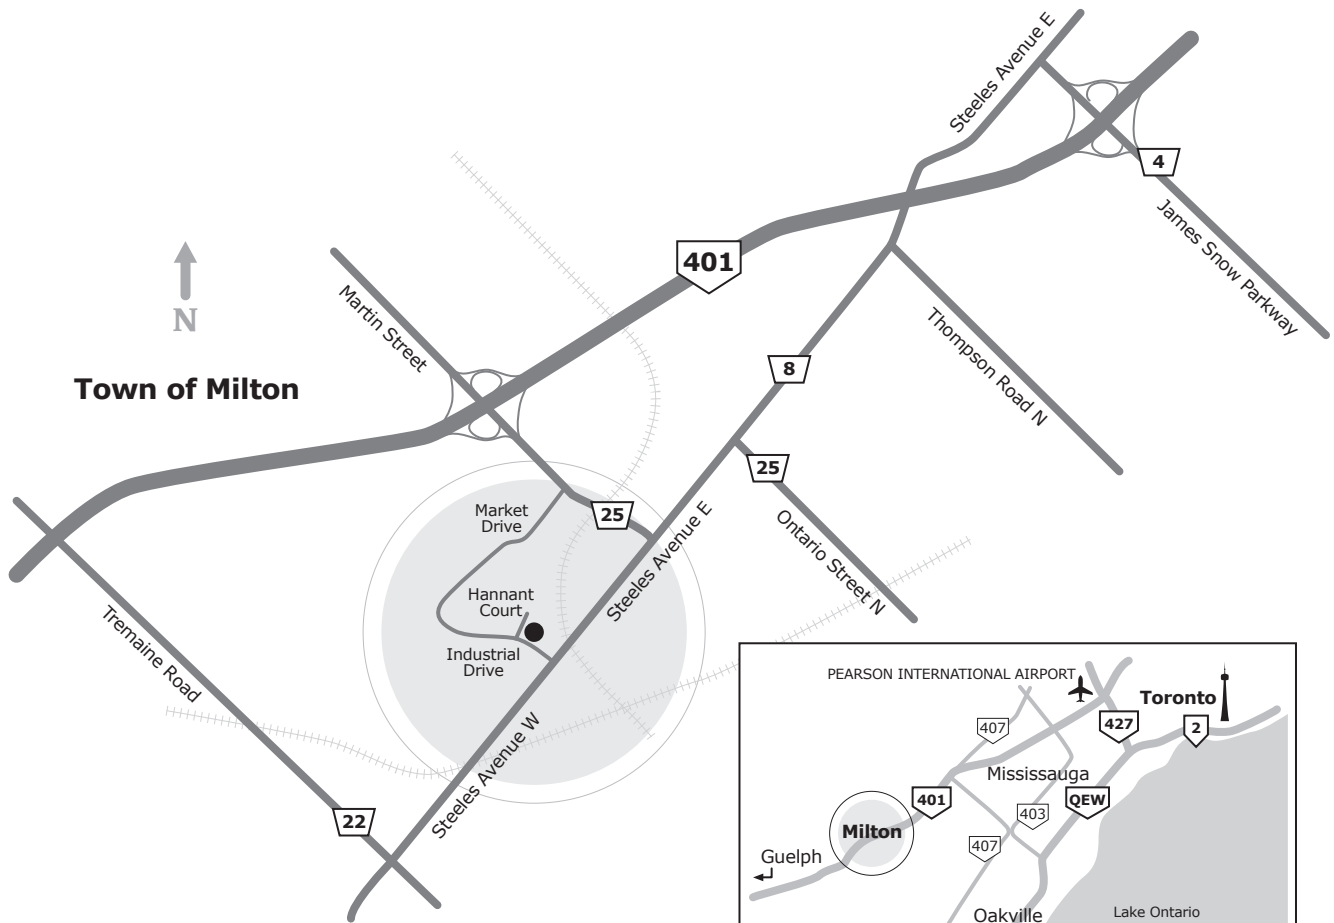 Steeles Avenue E
4
James Snow Parkway
401
N
Martin Street
Town of Milton
Thompson Road N
8
25
Ontario Street N
Market
Drive
25
Steeles Avenue E
Hannant
Court
Industrial
Drive
Tremaine Road
Steeles Avenue W
22
PEARSON INTERNATIONAL AIRPORT
Toronto
407
427
2
Mississauga
401
QEW
403
Milton
407
Guelph
Oakville
Lake Ontario